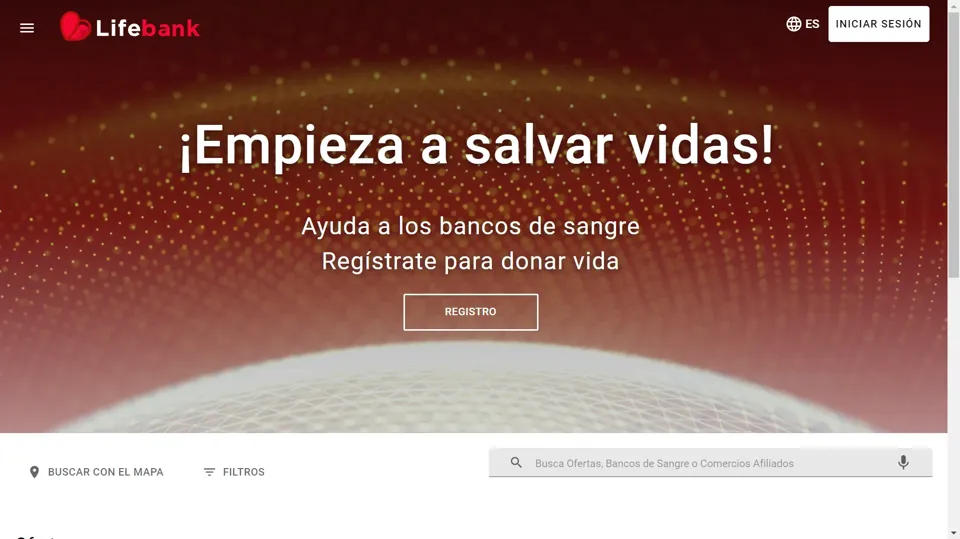 Lifebank
ES
INICIAR SESIÓN
¡Empieza a salvar vidas!
Ayuda a los bancos de sangre
Regístrate para donar vida
REGISTRO
BUSCAR CON EL MAPA
FILTROS
Busca Ofertas, Bancos de Sangre o Comercios Afiliados